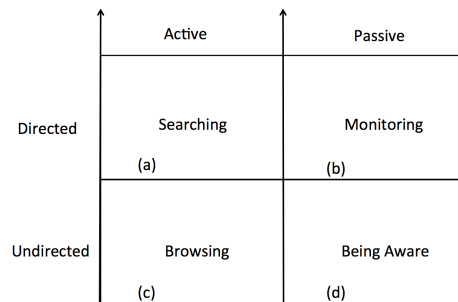 Active Passive
Directed Searching Monitoring
(a) (b)
Undirected Browsing Being Aware
(c) (d)